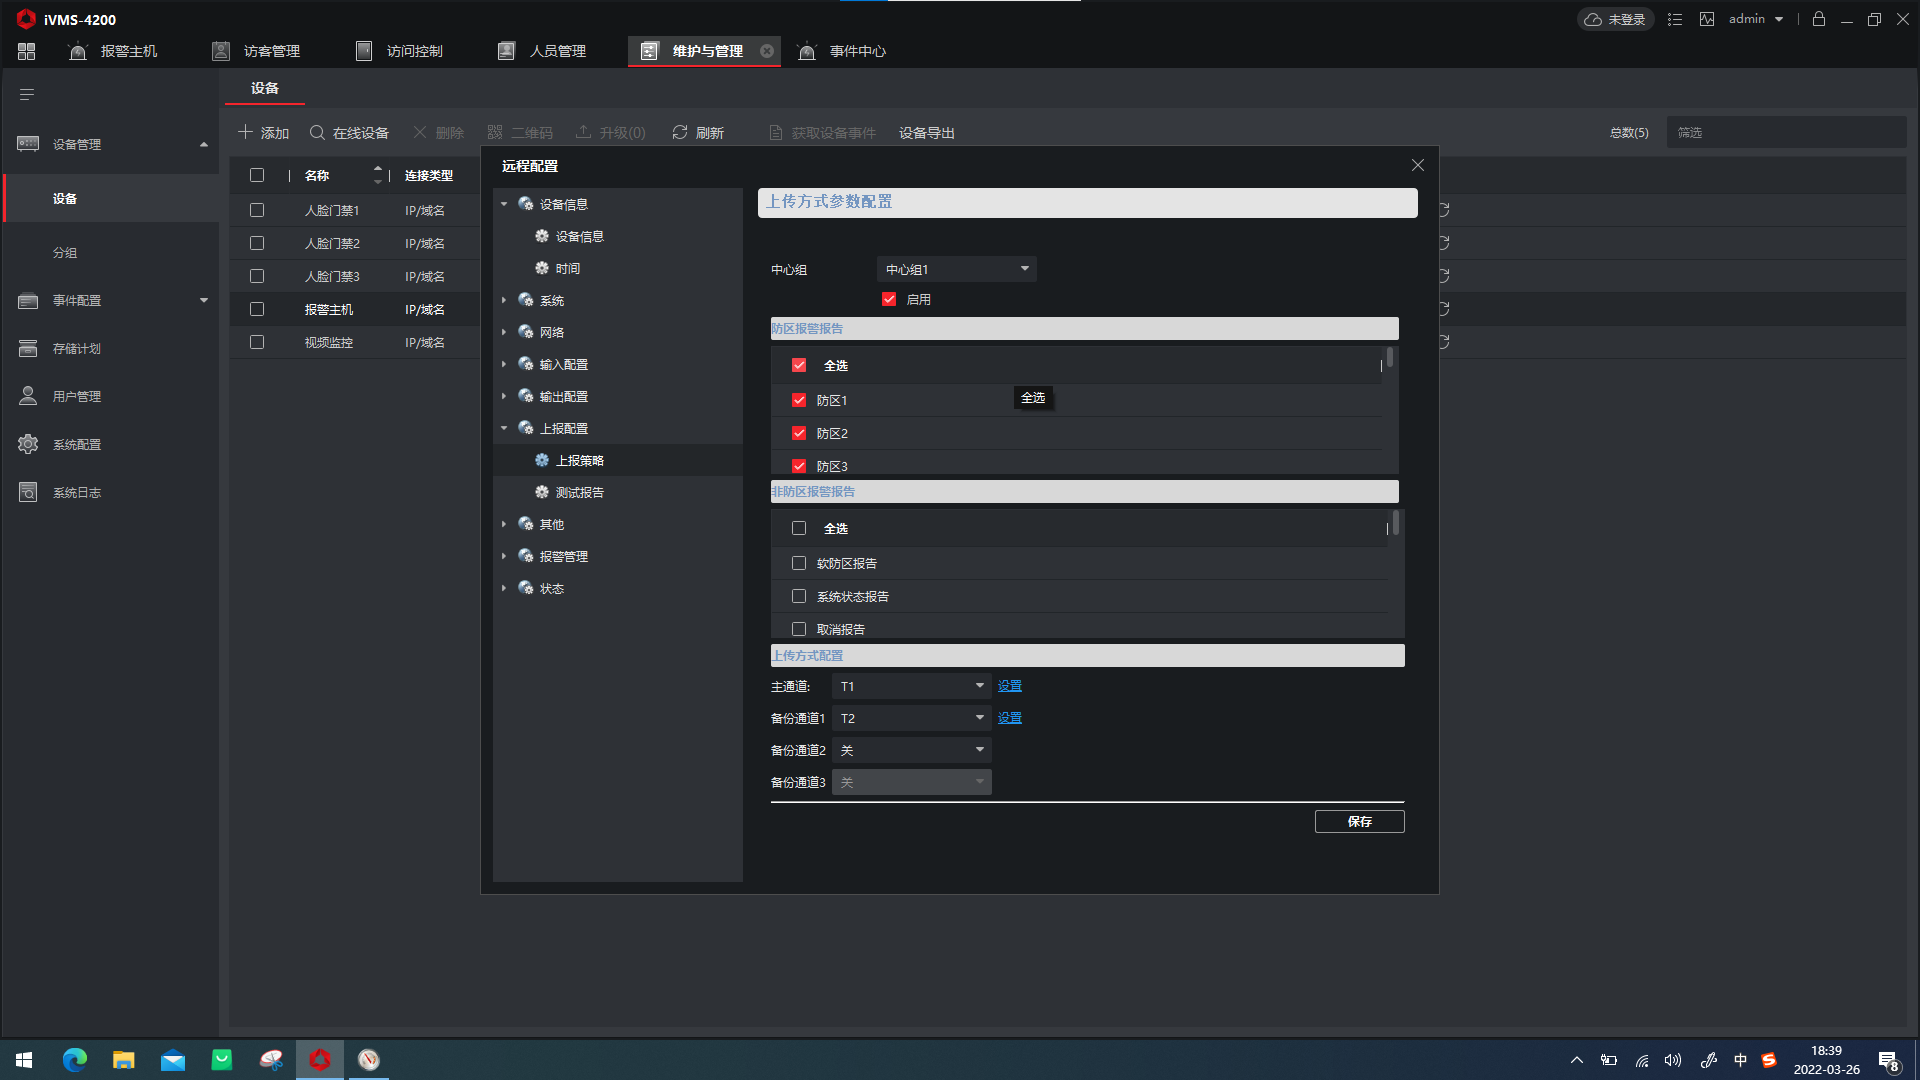 iVMS-4200
未登录
admin
报警主机
访客管理
访问控制
人员管理
维护与管理
事件中心
设备
添加
在线设备
删除
二维码
升级(0)
刷新
获取设备事件
设备导出
总数(5)
筛选
设备管理
设备
分组
事件配置
存储计划
用户管理
系统配置
系统日志
名称
连接类型
人脸门禁1
IP/域名
人脸门禁2
IP/域名
人脸门禁3
IP/域名
报警主机
IP/域名
视频监控
IP/域名
远程配置
设备信息
设备信息
时间
系统
网络
输入配置
输出配置
上报配置
上报策略
测试报告
其他
报警管理
状态
上传方式参数配置
中心组
中心组1
启用
防区报警报告
全选
防区1
全选
防区2
防区3
非防区报警报告
全选
软防区报告
系统状态报告
取消报告
上传方式配置
主通道:
T1
设置
备份通道1
T2
设置
备份通道2
关
备份通道3
关
保存
中
18:39
2022-03-26
8